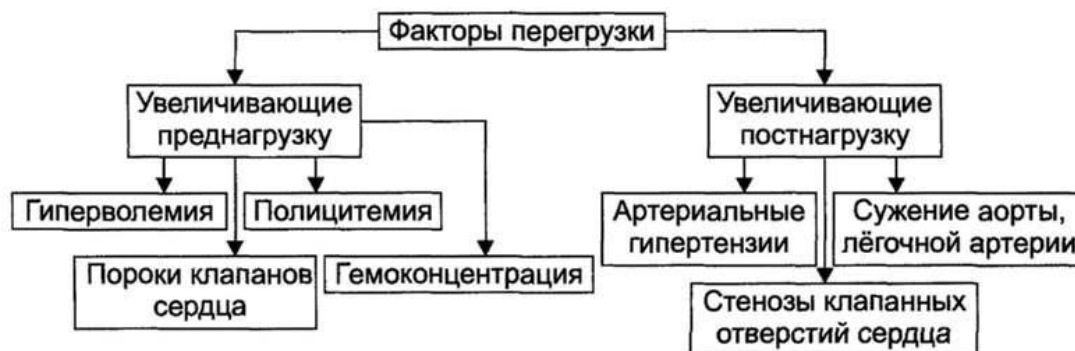 Факторы перегрузки
Увеличивающие
преднагрузку
Увеличивающие
постнагрузку
Гиперволемия
Полицитемия
Пороки клапанов
сердца
Гемоконцентрация
Артериальные
гипертензии
Сужение аорты,
лёгочной артерии
Стенозы клапанных
отверстий сердца